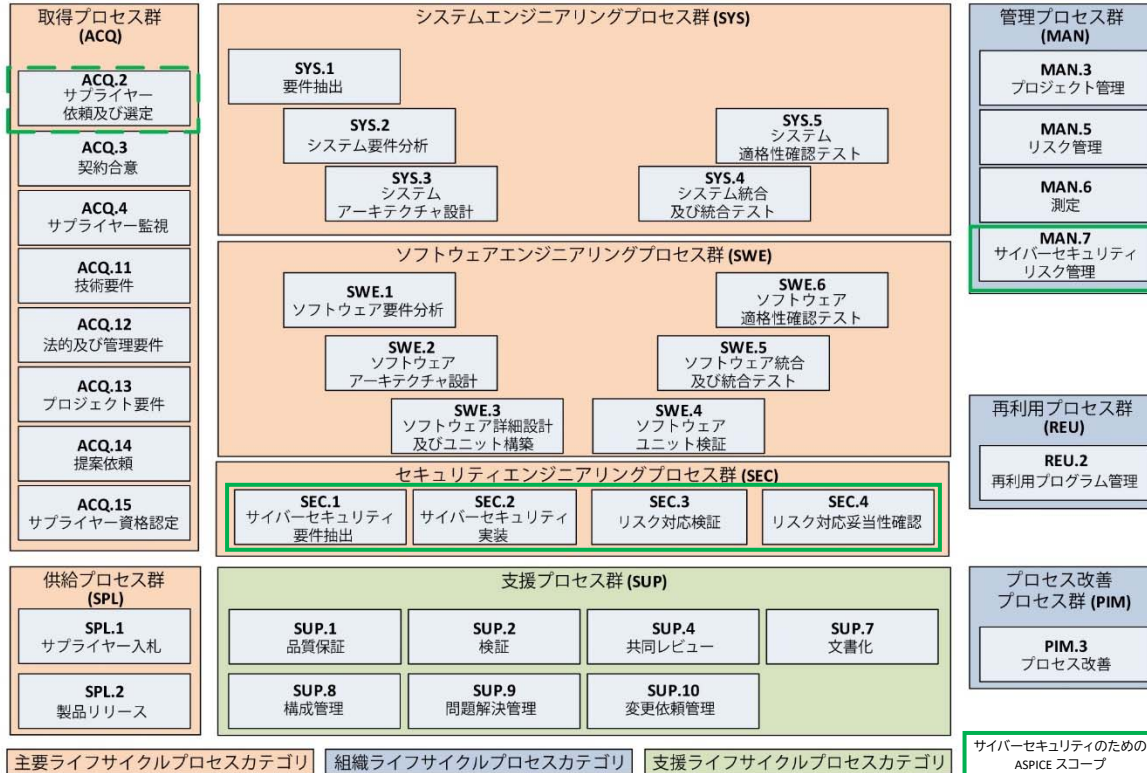 取得プロセス群
(ACQ)
ACQ.2
サプライヤー
依頼及び選定
ACQ.3
契約合意
ACQ.4
サプライヤー監視
ACQ.11
技術要件
ACQ.12
法的及び管理要件
ACQ.13
プロジェクト要件
ACQ.14
提案依頼
ACQ.15
サプライヤー資格認定
システムエンジニアリングプロセス群 (SYS)
SYS.1
要件抽出
SYS.2
システム要件分析
SYS.3
システム
アーキテクチャ設計
SYS.5
システム
適格性確認テスト
SYS.4
システム統合
及び統合テスト
ソフトウェアエンジニアリングプロセス群 (SWE)
SWE.1
ソフトウェア要件分析
SWE.2
ソフトウェア
アーキテクチャ設計
SWE.3
ソフトウェア詳細設計
及びユニット構築
SWE.6
ソフトウェア
適格性確認テスト
SWE.5
ソフトウェア統合
及び統合テスト
SWE.4
ソフトウェア
ユニット検証
セキュリティエンジニアリングプロセス群 (SEC)
SEC.1
サイバーセキュリティ
要件抽出
SEC.2
サイバーセキュリティ
実装
SEC.3
リスク対応検証
SEC.4
リスク対応妥当性確認
管理プロセス群
(MAN)
MAN.3
プロジェクト管理
MAN.5
リスク管理
MAN.6
測定
MAN.7
サイバーセキュリティ
リスク管理
再利用プロセス群
(REU)
REU.2
再利用プログラム管理
供給プロセス群
(SPL)
SPL.1
サプライヤー入札
SPL.2
製品リリース
支援プロセス群 (SUP)
SUP.1
品質保証
SUP.2
検証
SUP.4
共同レビュー
SUP.7
文書化
SUP.8
構成管理
SUP.9
問題解決管理
SUP.10
変更依頼管理
プロセス改善
プロセス群 (PIM)
PIM.3
プロセス改善
主要ライフサイクルプロセスカテゴリ
組織ライフサイクルプロセスカテゴリ
支援ライフサイクルプロセスカテゴリ
サイバーセキュリティのための
ASPICE スコープ